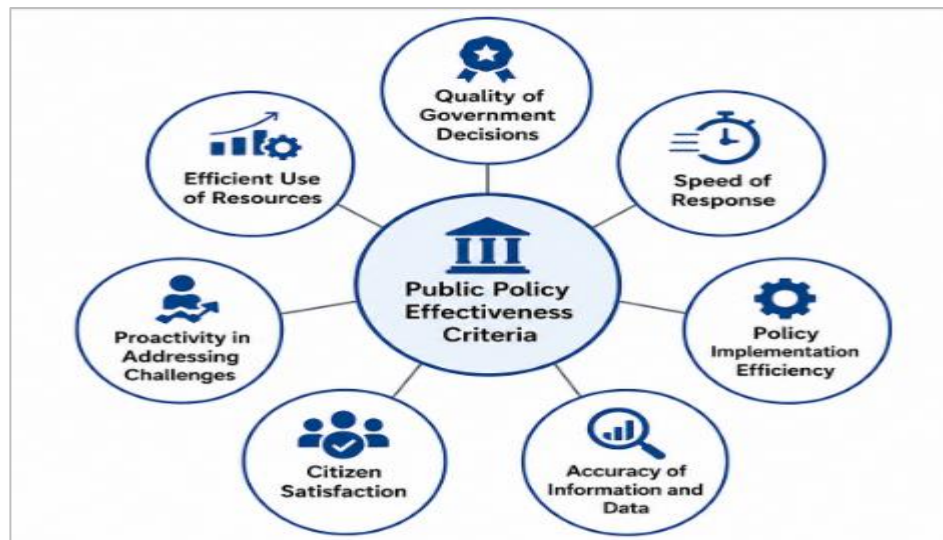 Quality of
Government
Decisions
Efficient Use
of Resources
Speed of
Response
Public Policy
Effectiveness
Criteria
Proactivity in
Addressing
Challenges
Policy
Implementation
Efficiency
Citizen
Satisfaction
Accuracy of
Information and
Data